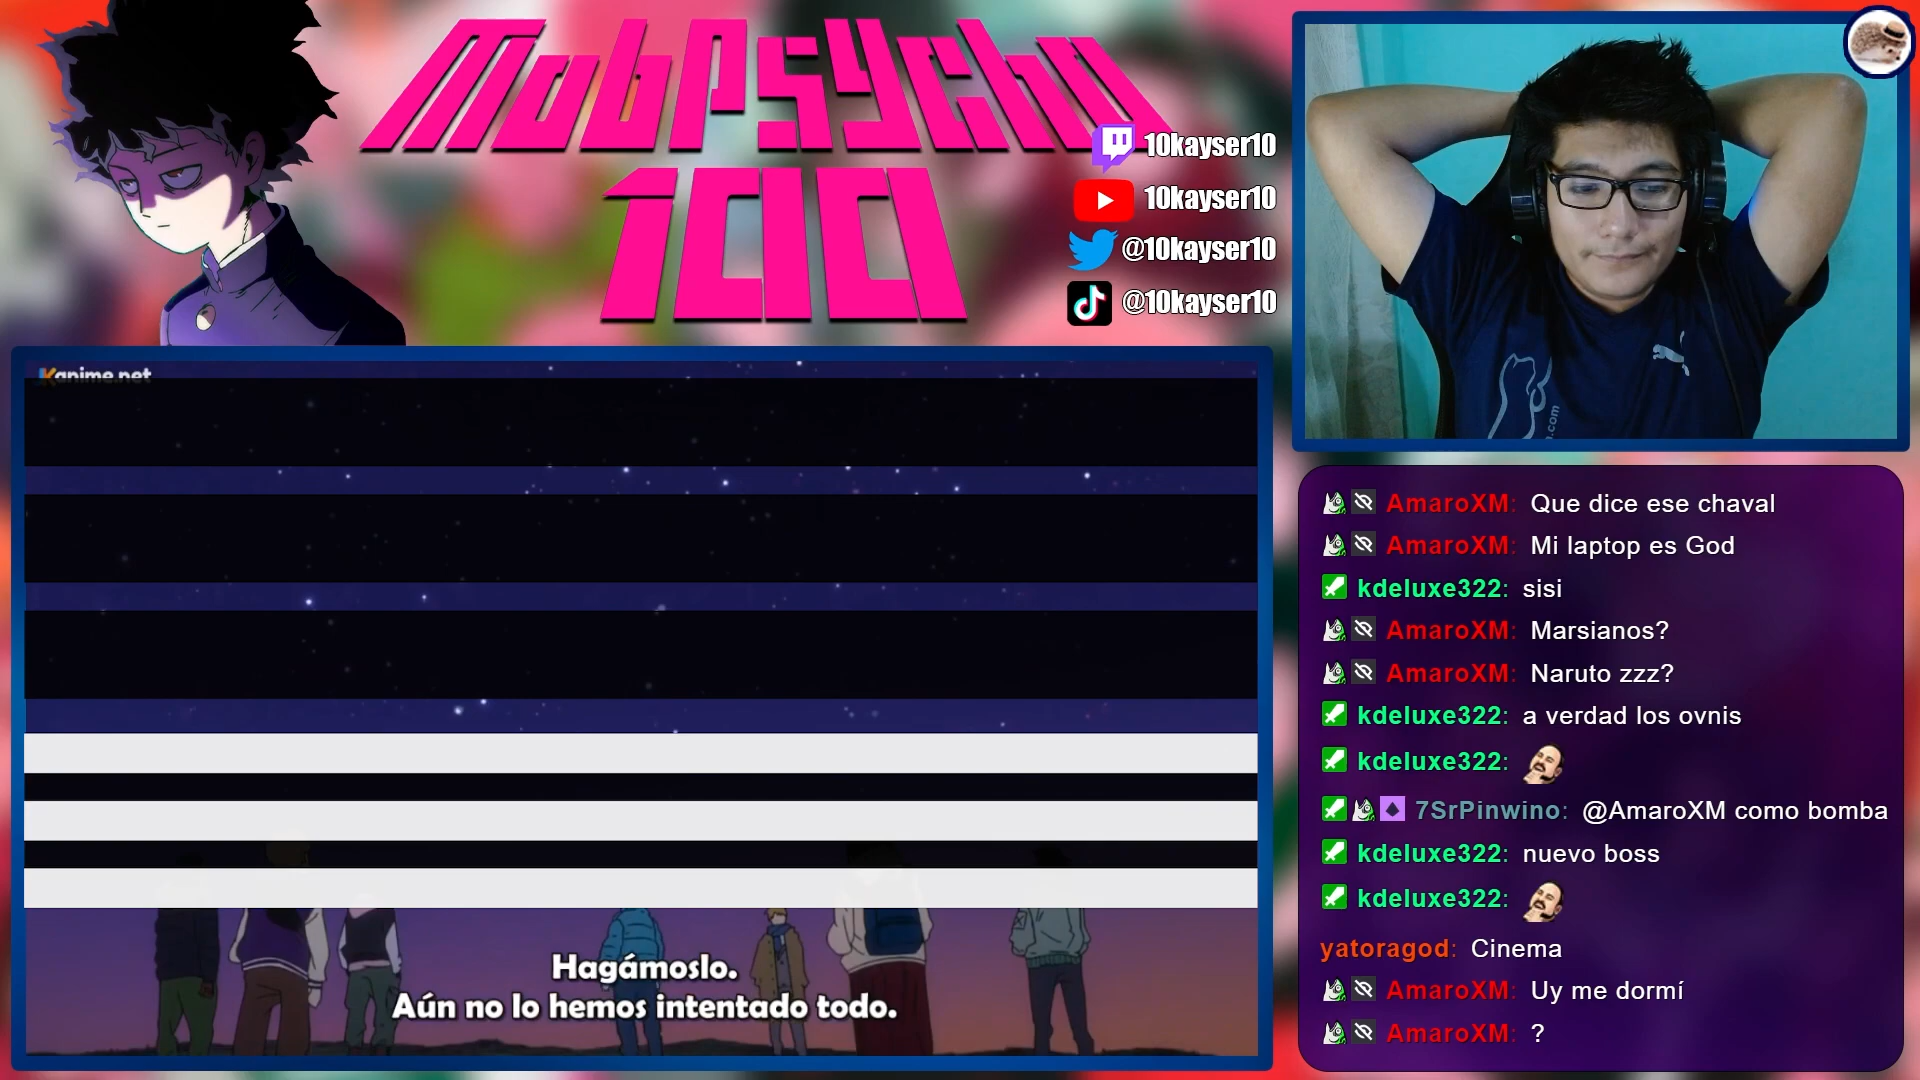 MobPsycho
100
10kayser10
10kayser10
@10kayser10
@10kayser10
Kanime.net
Hagámoslo.
Aún no lo hemos intentado todo.
AmaroXM: Que dice ese chaval
AmaroXM: Mi laptop es God
kdeluxe322: sisi
AmaroXM: Marsianos?
AmaroXM: Naruto zzz?
kdeluxe322: a verdad los ovnis
kdeluxe322:
7SrPinwino: @AmaroXM como bomba
kdeluxe322: nuevo boss
kdeluxe322:
yatoragod: Cinema
AmaroXM: Uy me dormí
AmaroXM: ?